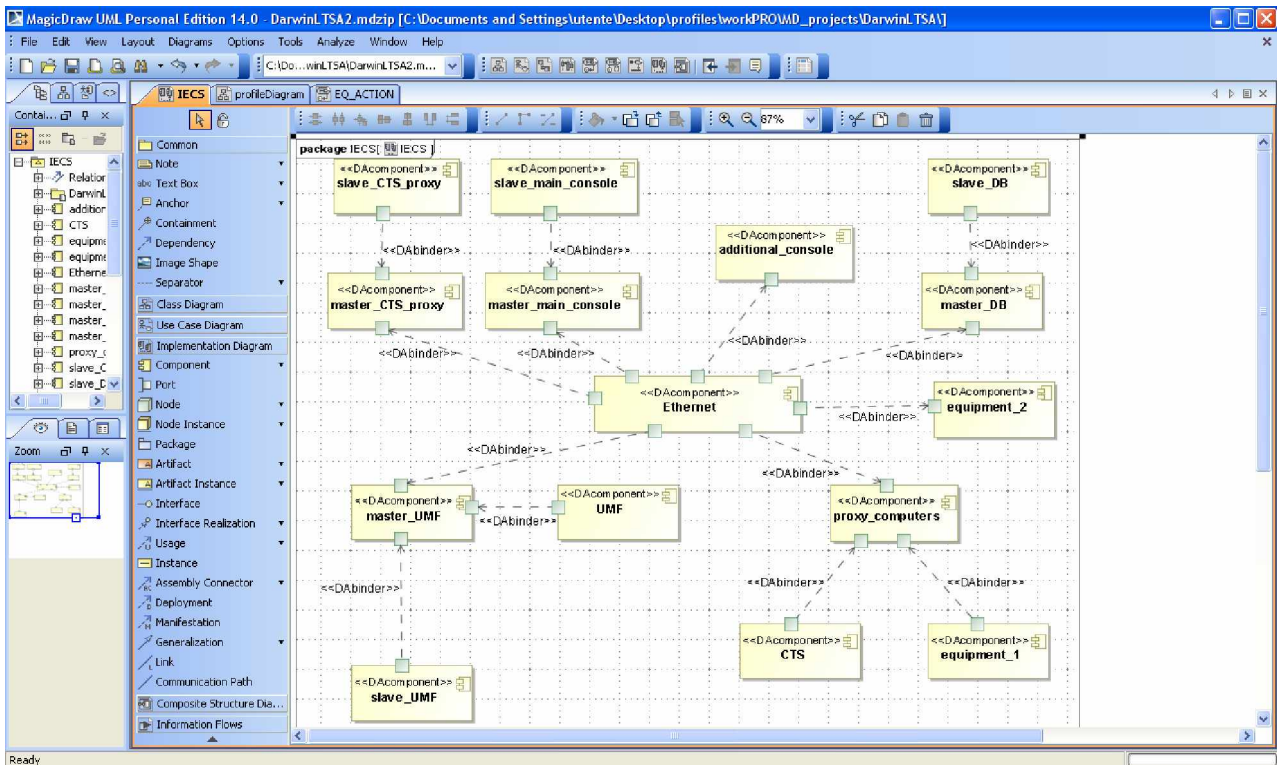 MagicDraw UML Personal Edition 14.0 - DarwinLTSA2.mdzip [C:\Documents and Settings\utente\Desktop\profiles\workPRO\MD_projects\DarwinLTSA\]
File Edit View Layout Diagrams Options Tools Analyze Window Help
C:\Do...winLTSA\DarwinLTSA2.m...
IECS profileDiagram EQ_ACTION
Contai...
87%
IECS
Relation
DarwinL
addition
CTS
equipme
equipme
Etherne
master_
master_
master_
master_
proxy_c
slave_C
slave_D
Zoom
Common
Note
abc Text Box
Anchor
Containment
Dependency
Image Shape
Separator
Class Diagram
Use Case Diagram
Implementation Diagram
Component
Port
Node
Node Instance
Package
Artifact
Artifact Instance
Interface
Interface Realization
Usage
Instance
Assembly Connector
Deployment
Manifestation
Generalization
Link
Communication Path
Composite Structure Dia...
Information Flows
package IECS[ IECS ]
<<DAcomponent>>
slave_CTS_proxy
<<DAcomponent>>
slave_main_console
<<DAcomponent>>
slave_DB
<<DAbinder>>
<<DAbinder>>
<<DAcomponent>>
additional_console
<<DAbinder>>
<<DAcomponent>>
master_CTS_proxy
<<DAcomponent>>
master_main_console
<<DAcomponent>>
master_DB
<<DAbinder>>
<<DAbinder>>
<<DAbinder>>
<<DAbinder>>
<<DAcomponent>>
Ethernet
<<DAbinder>>
<<DAcomponent>>
equipment_2
<<DAbinder>>
<<DAbinder>>
<<DAcomponent>>
master_UMF
<<DAbinder>>
<<DAcomponent>>
UMF
<<DAcomponent>>
proxy_computers
<<DAbinder>>
<<DAbinder>>
<<DAbinder>>
<<DAcomponent>>
CTS
<<DAcomponent>>
equipment_1
<<DAcomponent>>
slave_UMF
Ready